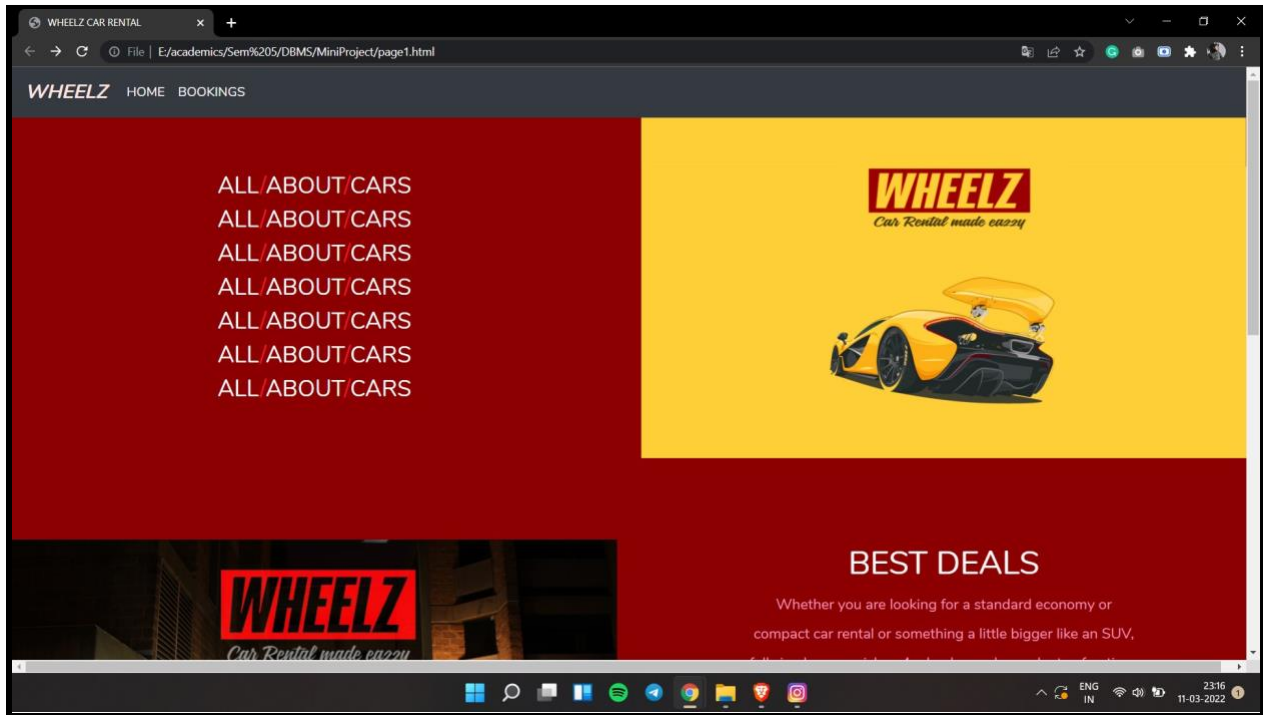 WHEELZ CAR RENTAL
File | E:/academics/Sem%205/DBMS/MiniProject/page1.html
WHEELZ HOME BOOKINGS
ALL/ABOUT/CARS
ALL/ABOUT/CARS
ALL/ABOUT/CARS
ALL/ABOUT/CARS
ALL/ABOUT/CARS
ALL/ABOUT/CARS
ALL/ABOUT/CARS
WHEELZ
Car Rental made eazzy
WHEELZ
Car Rental made eazzy
BEST DEALS
Whether you are looking for a standard economy or
compact car rental or something a little bigger like an SUV,
ENG
IN
23:16
11-03-2022
1